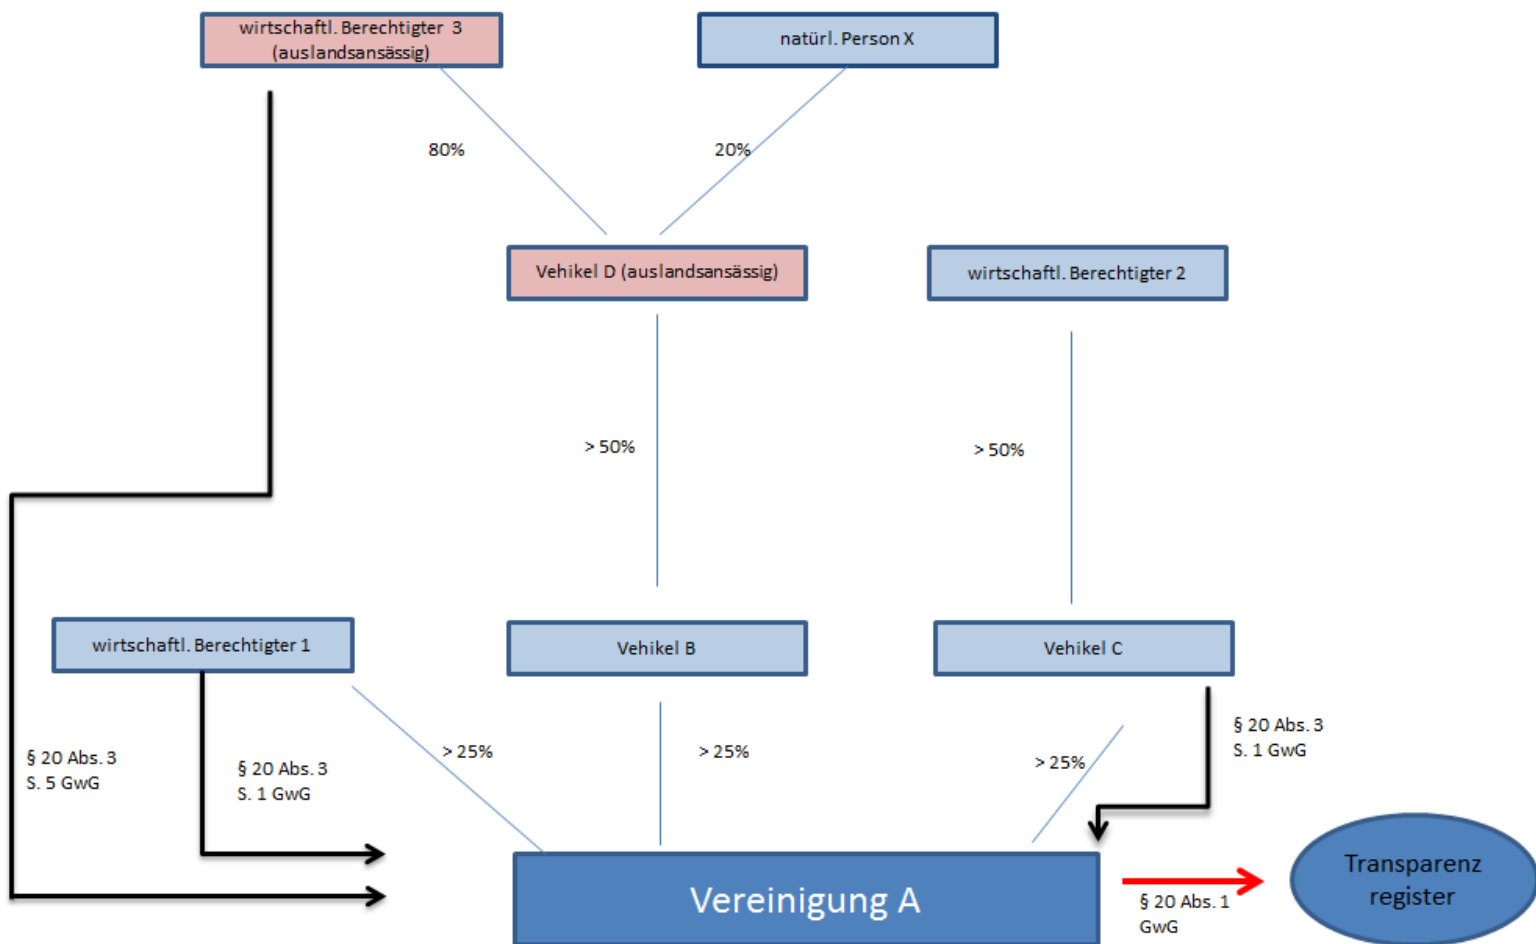 wirtschaftl. Berechtigter 3
(auslandsansässig)
natürl. Person X
80%
20%
Vehikel D (auslandsansässig)
wirtschaftl. Berechtigter 2
> 50%
> 50%
wirtschaftl. Berechtigter 1
Vehikel B
Vehikel C
§ 20 Abs. 3
S. 5 GwG
§ 20 Abs. 3
S. 1 GwG
> 25%
> 25%
> 25%
§ 20 Abs. 3
S. 1 GwG
Vereinigung A
§ 20 Abs. 1
GwG
Transparenz
register